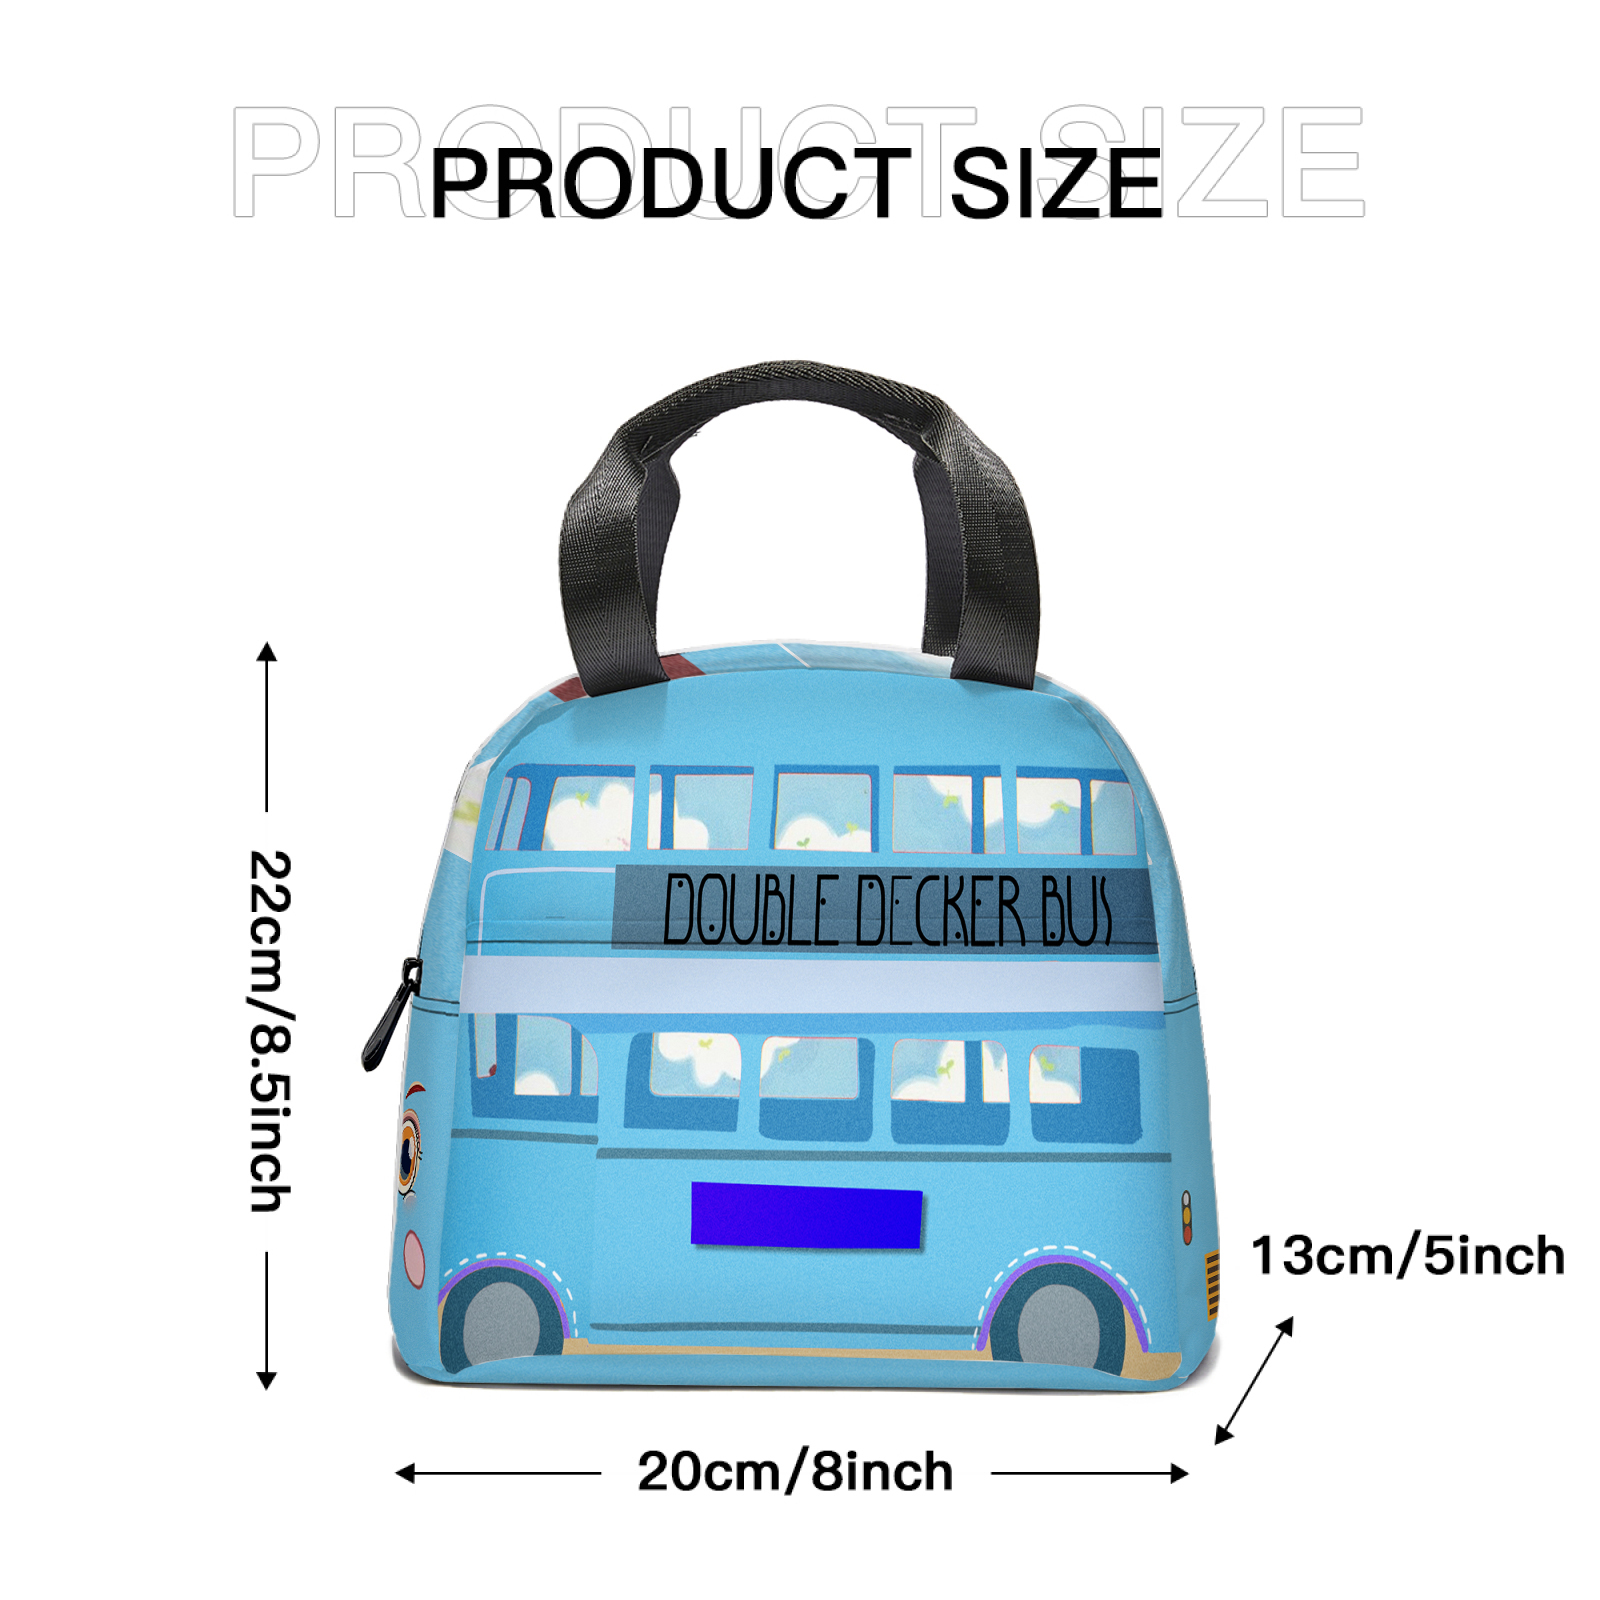 PRODUCT SIZE
PRODUCT SIZE
DOUBLE DECKER BUS
22cm/8.5inch
13cm/5inch
20cm/8inch